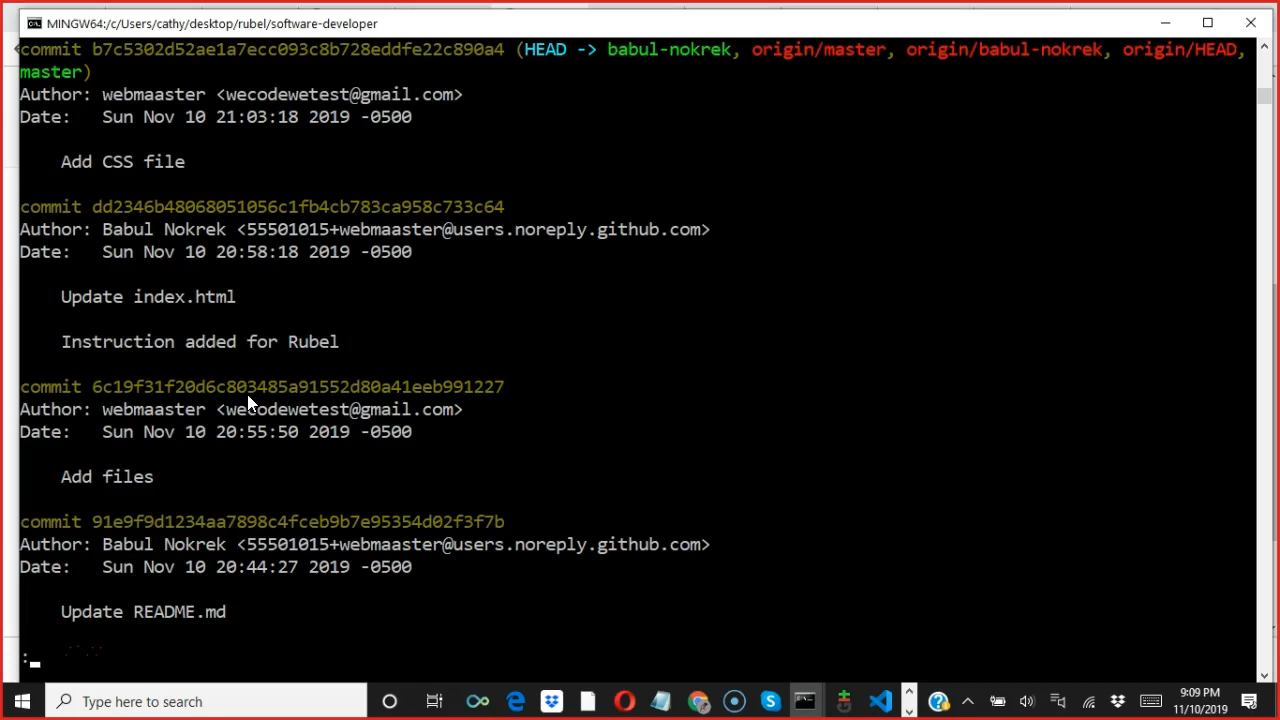 MINGW64:/c/Users/cathy/desktop/rubel/software-developer
commit b7c5302d52ae1a7ecc093c8b728eddfe22c890a4 (HEAD -> babul-nokrek, origin/master, origin/babul-nokrek, origin/HEAD,
master)
Author: webmaaster <wecodewetest@gmail.com>
Date:   Sun Nov 10 21:03:18 2019 -0500
Add CSS file
commit dd2346b48068051056c1fb4cb783ca958c733c64
Author: Babul Nokrek <55501015+webmaaster@users.noreply.github.com>
Date:   Sun Nov 10 20:58:18 2019 -0500
Update index.html
Instruction added for Rubel
commit 6c19f31f20d6c803485a91552d80a41eeb991227
Author: webmaaster <wecodewetest@gmail.com>
Date:   Sun Nov 10 20:55:50 2019 -0500
Add files
commit 91e9f9d1234aa7898c4fceb9b7e95354d02f3f7b
Author: Babul Nokrek <55501015+webmaaster@users.noreply.github.com>
Date:   Sun Nov 10 20:44:27 2019 -0500
Update README.md
:
Type here to search
9:09 PM
11/10/2019